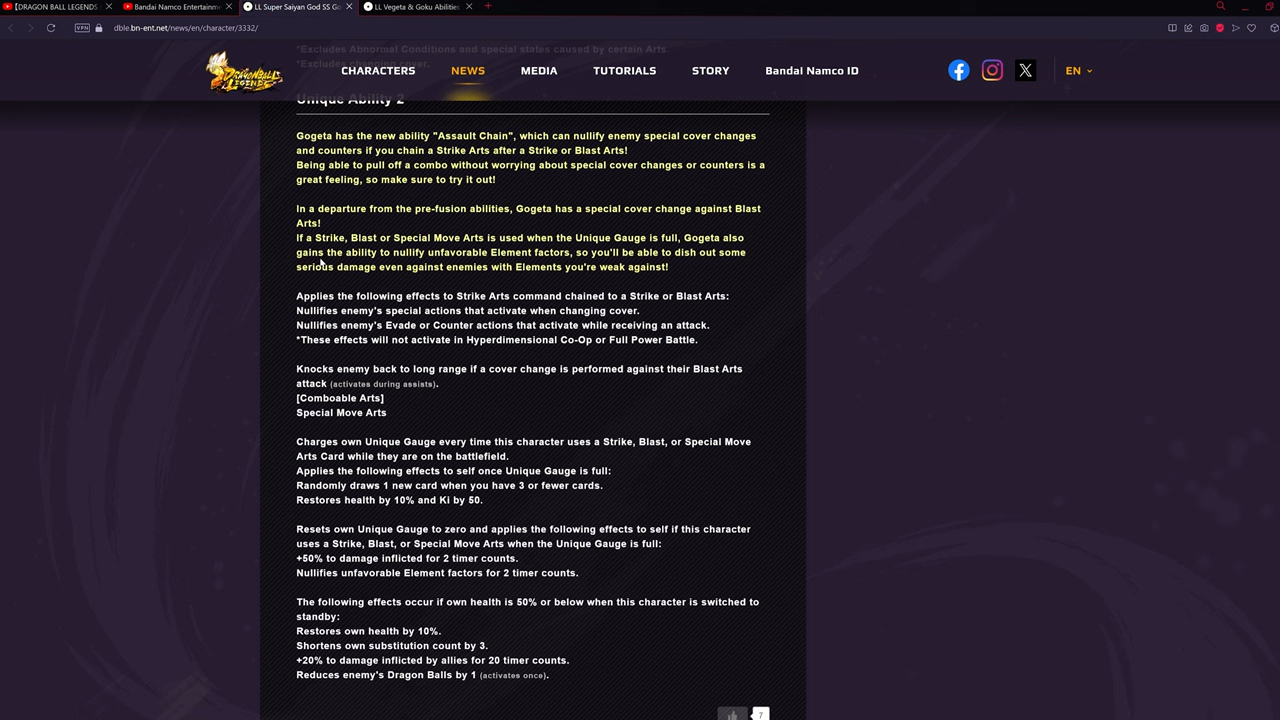 【DRAGON BALL LEGENDS
Bandai Namco Entertainme
LL Super Saiyan God SS Go
LL Vegeta & Goku Abilities
VPN
dble.bn-ent.net/news/en/character/3332/
*Excludes Abnormal Conditions and special states caused by certain Arts.
*Excludes changing cover.
DRAGONBALL LEGENDS
CHARACTERS
NEWS
MEDIA
TUTORIALS
STORY
Bandai Namco ID
EN
Unique Ability 2
Gogeta has the new ability "Assault Chain", which can nullify enemy special cover changes
and counters if you chain a Strike Arts after a Strike or Blast Arts!
Being able to pull off a combo without worrying about special cover changes or counters is a
great feeling, so make sure to try it out!
In a departure from the pre-fusion abilities, Gogeta has a special cover change against Blast
Arts!
If a Strike, Blast or Special Move Arts is used when the Unique Gauge is full, Gogeta also
gains the ability to nullify unfavorable Element factors, so you'll be able to dish out some
serious damage even against enemies with Elements you're weak against!
Applies the following effects to Strike Arts command chained to a Strike or Blast Arts:
Nullifies enemy's special actions that activate when changing cover.
Nullifies enemy's Evade or Counter actions that activate while receiving an attack.
*These effects will not activate in Hyperdimensional Co-Op or Full Power Battle.
Knocks enemy back to long range if a cover change is performed against their Blast Arts
attack (activates during assists).
[Comboable Arts]
Special Move Arts
Charges own Unique Gauge every time this character uses a Strike, Blast, or Special Move
Arts Card while they are on the battlefield.
Applies the following effects to self once Unique Gauge is full:
Randomly draws 1 new card when you have 3 or fewer cards.
Restores health by 10% and Ki by 50.
Resets own Unique Gauge to zero and applies the following effects to self if this character
uses a Strike, Blast, or Special Move Arts when the Unique Gauge is full:
+50% to damage inflicted for 2 timer counts.
Nullifies unfavorable Element factors for 2 timer counts.
The following effects occur if own health is 50% or below when this character is switched to
standby:
Restores own health by 10%.
Shortens own substitution count by 3.
+20% to damage inflicted by allies for 20 timer counts.
Reduces enemy's Dragon Balls by 1 (activates once).
7